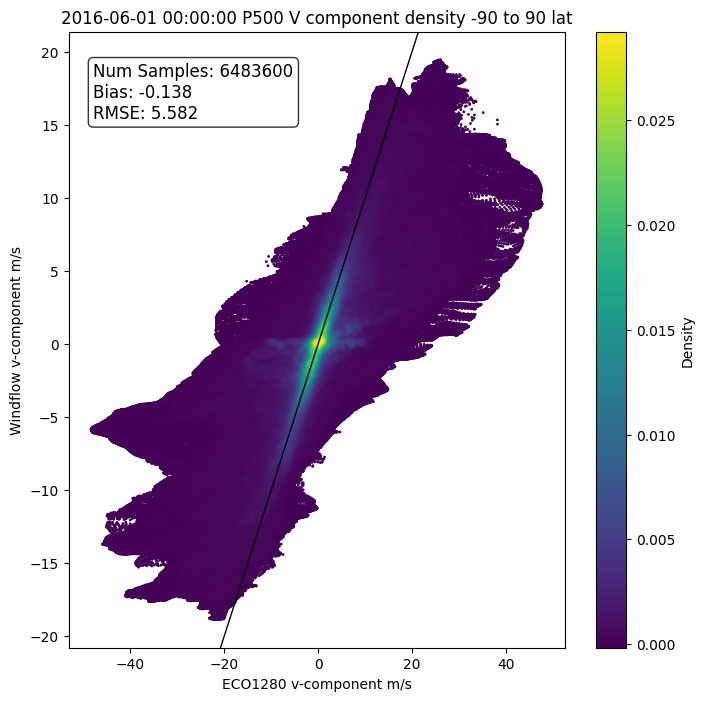 2016-06-01 00:00:00 P500 V component density -90 to 90 lat
Num Samples: 6483600
Bias: -0.138
RMSE: 5.582
20
15
10
5
0
−5
−10
−15
−20
Windflow v-component m/s
−40
−20
0
20
40
ECO1280 v-component m/s
0.025
0.020
0.015
0.010
0.005
0.000
Density